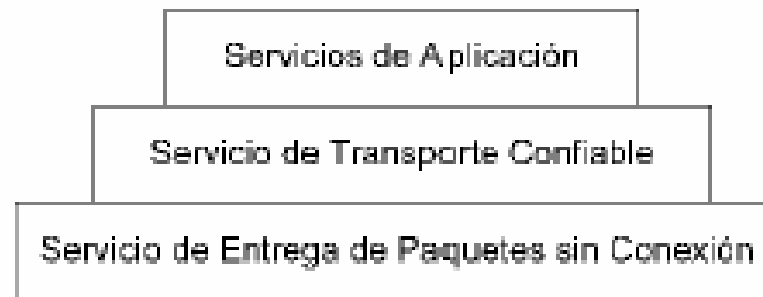 Servicios de Aplicación
Servicio de Transporte Confiable
Servicio de Entrega de Paquetes sin Conexión